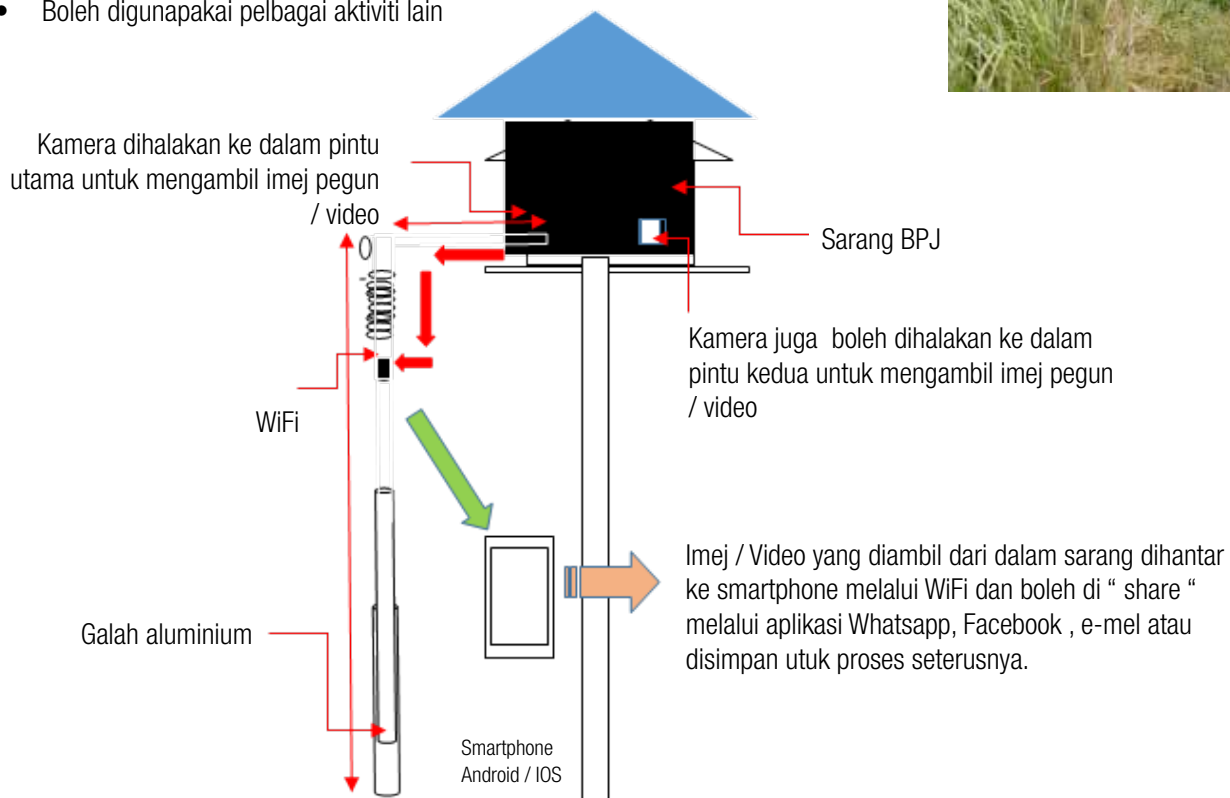 • Boleh digunapakai pelbagai aktiviti lain
Kamera dihalakan ke dalam pintu
utama untuk mengambil imej pegun
/ video
Sarang BPJ
Kamera juga boleh dihalakan ke dalam
pintu kedua untuk mengambil imej pegun
/ video
WiFi
Imej / Video yang diambil dari dalam sarang dihantar
ke smartphone melalui WiFi dan boleh di “ share “
melalui aplikasi Whatsapp, Facebook , e-mel atau
disimpan utuk proses seterusnya.
Galah aluminium
Smartphone
Android / IOS